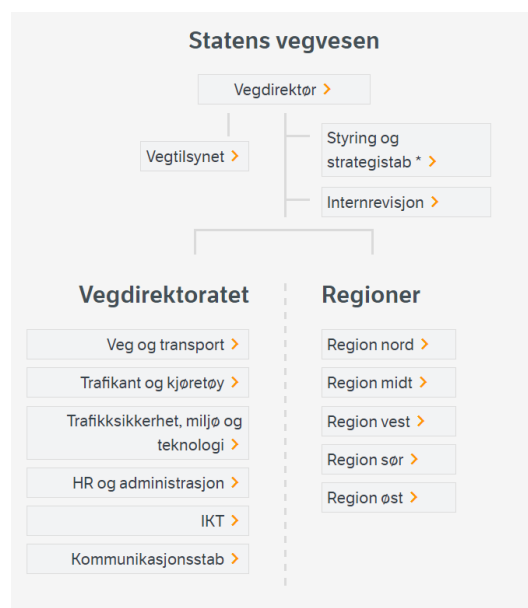 Statens vegvesen
Vegdirektør >
Vegtilsynet >
Styring og
strategistab * >
Internrevisjon >
Vegdirektoratet
Veg og transport >
Trafikant og kjøretøy >
Trafikksikkerhet, miljø og
teknologi >
HR og administrasjon >
IKT >
Kommunikasjonsstab >
Regioner
Region nord >
Region midt >
Region vest >
Region sør >
Region øst >